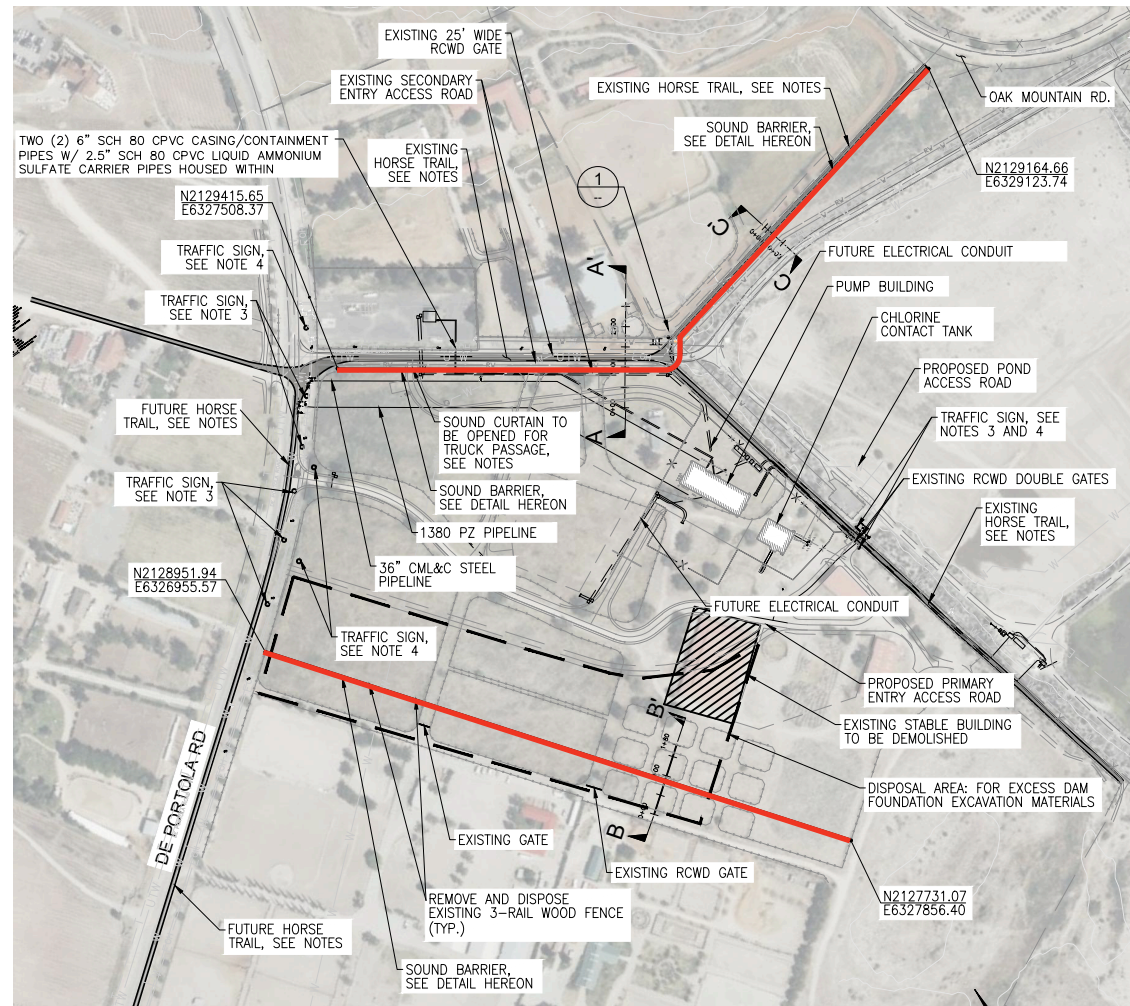 EXISTING 25' WIDE
RCWD GATE
EXISTING SECONDARY
ENTRY ACCESS ROAD
EXISTING HORSE TRAIL, SEE NOTES
OAK MOUNTAIN RD.
SOUND BARRIER,
SEE DETAIL HEREON
TWO (2) 6" SCH 80 CPVC CASING/CONTAINMENT
PIPES W/ 2.5" SCH 80 CPVC LIQUID AMMONIUM
SULFATE CARRIER PIPES HOUSED WITHIN
EXISTING
HORSE TRAIL,
SEE NOTES
N2129164.66
E6329123.74
1
--
N2129415.65
E6327508.37
C'
C
TRAFFIC SIGN,
SEE NOTE 4
FUTURE ELECTRICAL CONDUIT
A'
PUMP BUILDING
TRAFFIC SIGN,
SEE NOTE 3
CHLORINE
CONTACT TANK
PROPOSED POND
ACCESS ROAD
FUTURE HORSE
TRAIL, SEE NOTES
SOUND CURTAIN TO
BE OPENED FOR
TRUCK PASSAGE,
SEE NOTES
A
TRAFFIC SIGN, SEE
NOTES 3 AND 4
EXISTING RCWD DOUBLE GATES
TRAFFIC SIGN,
SEE NOTE 3
SOUND BARRIER,
SEE DETAIL HEREON
EXISTING
HORSE TRAIL,
SEE NOTES
1380 PZ PIPELINE
36" CML&C STEEL
PIPELINE
N2128951.94
E6326955.57
FUTURE ELECTRICAL CONDUIT
TRAFFIC SIGN,
SEE NOTE 4
PROPOSED PRIMARY
ENTRY ACCESS ROAD
B'
EXISTING STABLE BUILDING
TO BE DEMOLISHED
DISPOSAL AREA: FOR EXCESS DAM
FOUNDATION EXCAVATION MATERIALS
DE PORTOLA RD
B
EXISTING GATE
EXISTING RCWD GATE
REMOVE AND DISPOSE
EXISTING 3-RAIL WOOD FENCE
(TYP.)
N2127731.07
E6327856.40
FUTURE HORSE
TRAIL, SEE NOTES
SOUND BARRIER,
SEE DETAIL HEREON